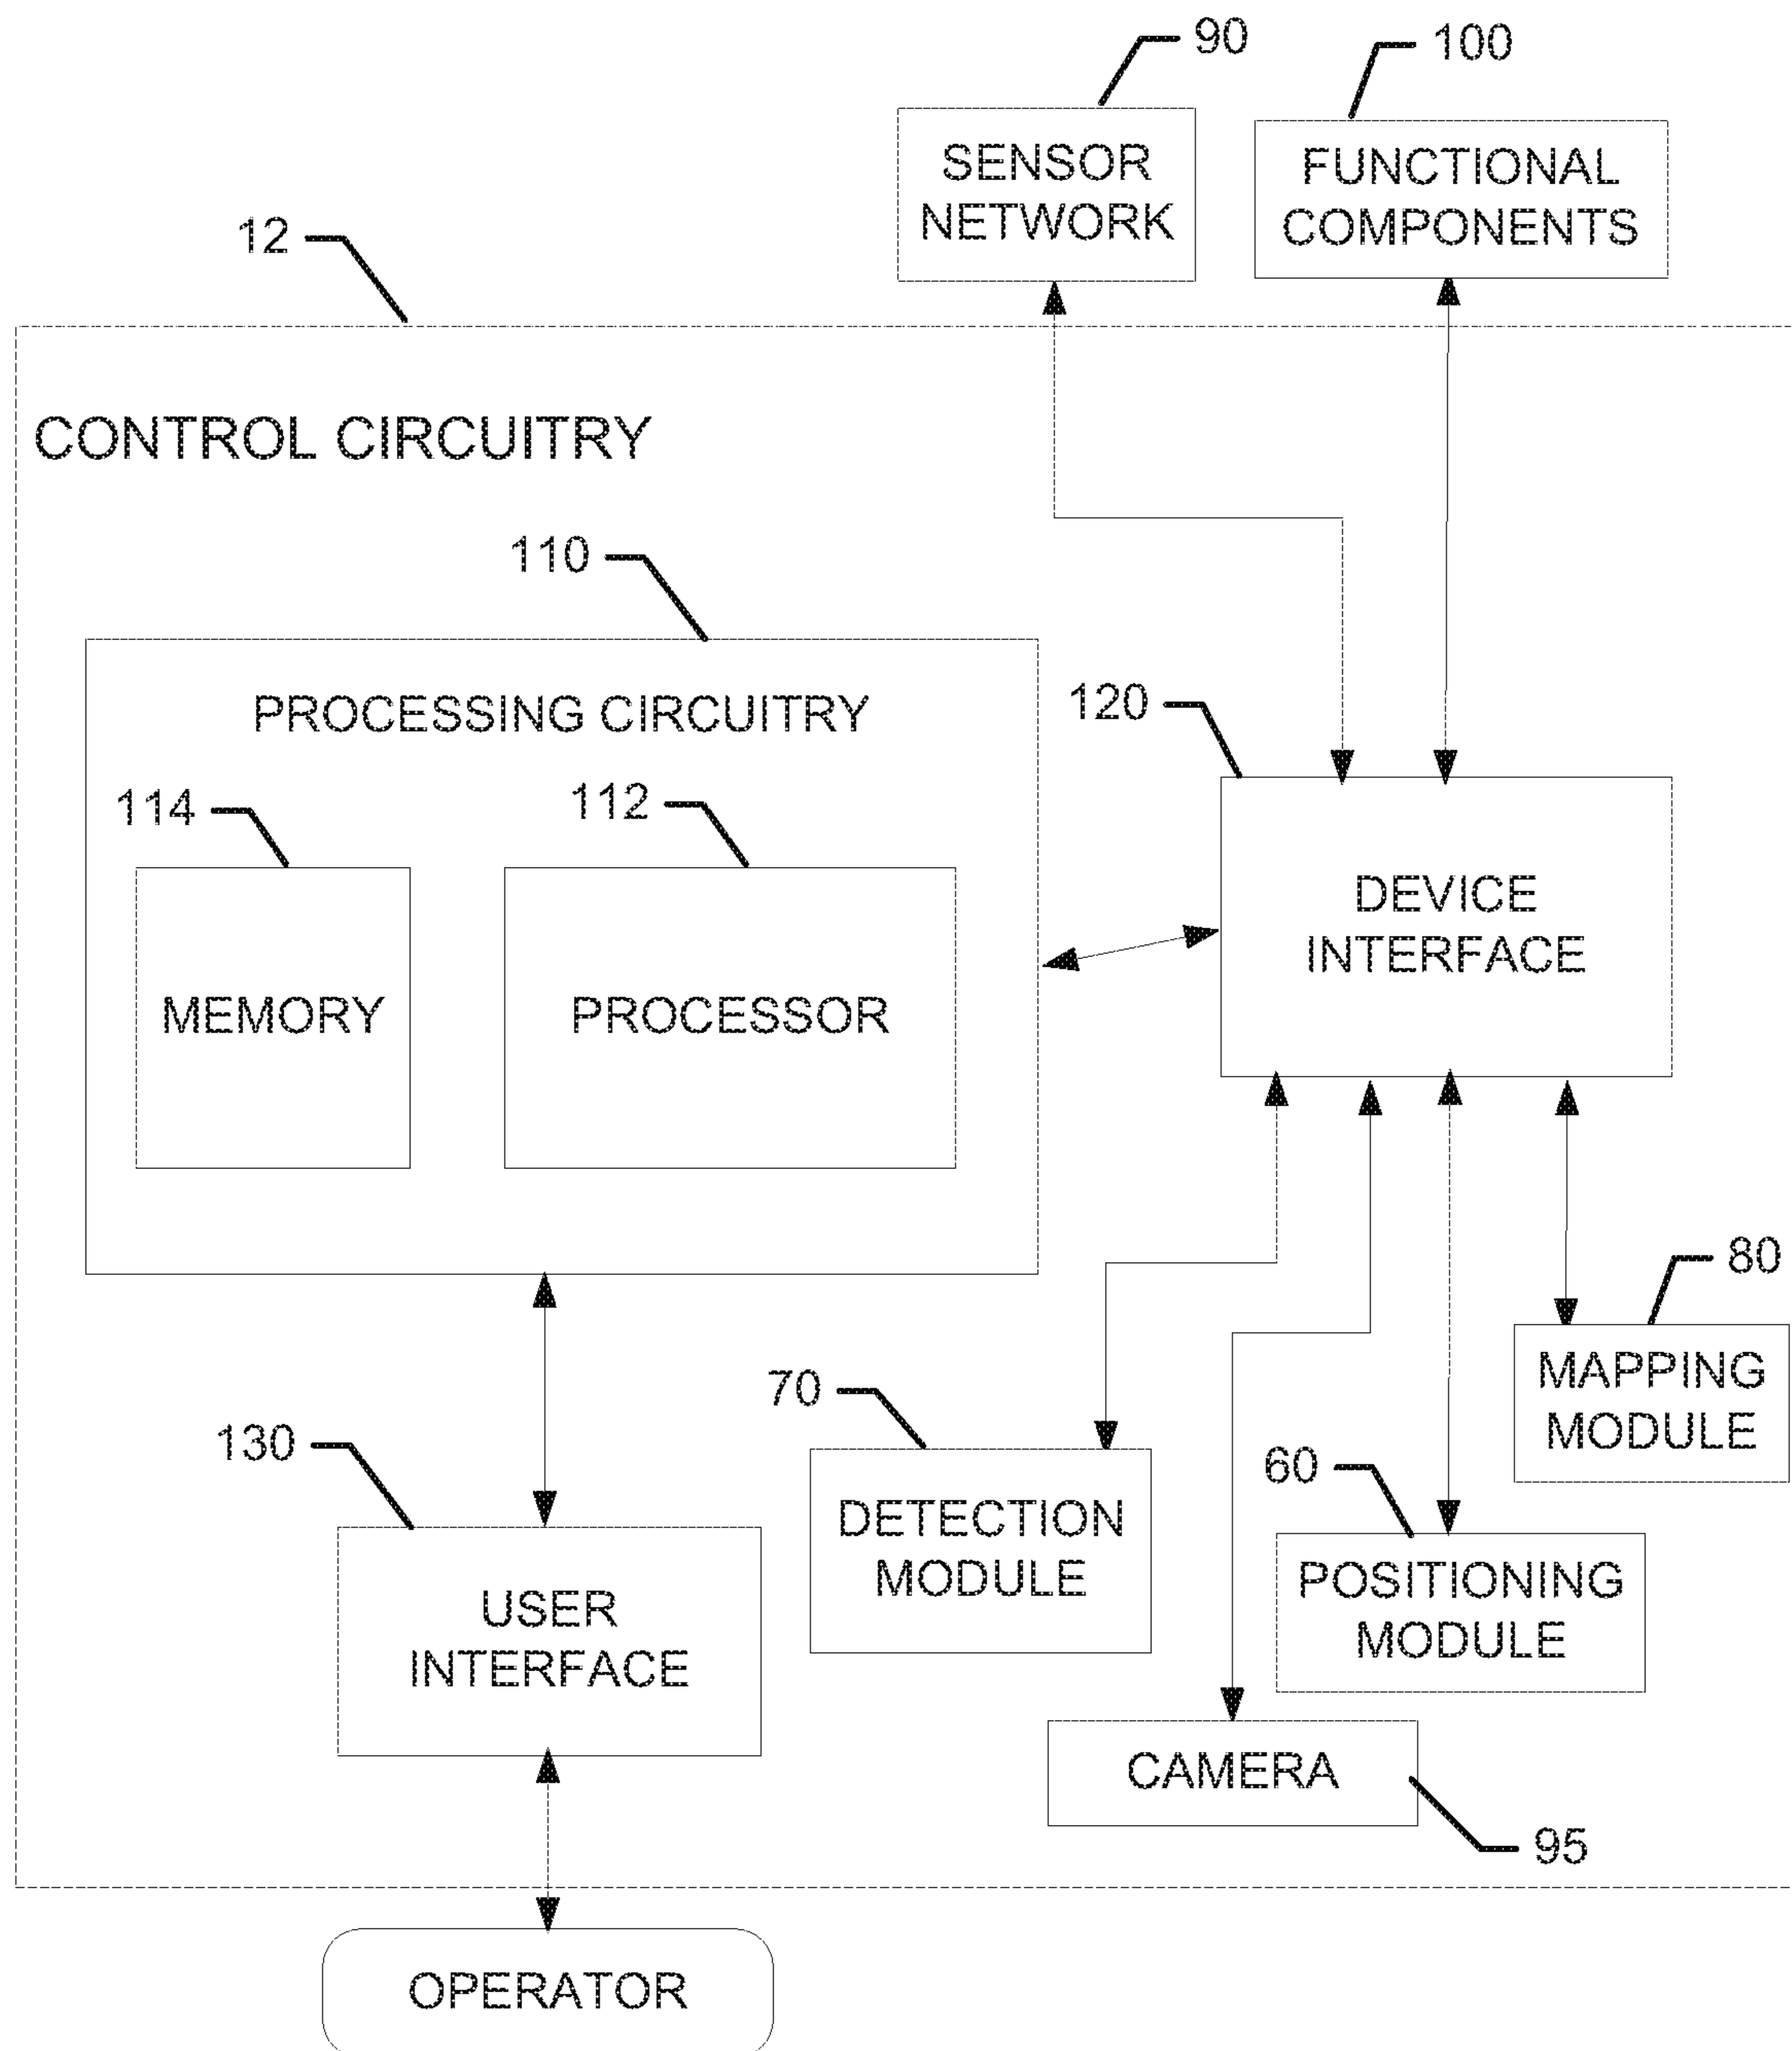 90
100
SENSOR
NETWORK
FUNCTIONAL
COMPONENTS
12
CONTROL CIRCUITRY
110
PROCESSING CIRCUITRY
120
114
112
DEVICE
INTERFACE
MEMORY
PROCESSOR
80
MAPPING
MODULE
70
130
60
DETECTION
MODULE
POSITIONING
MODULE
USER
INTERFACE
CAMERA
95
OPERATOR